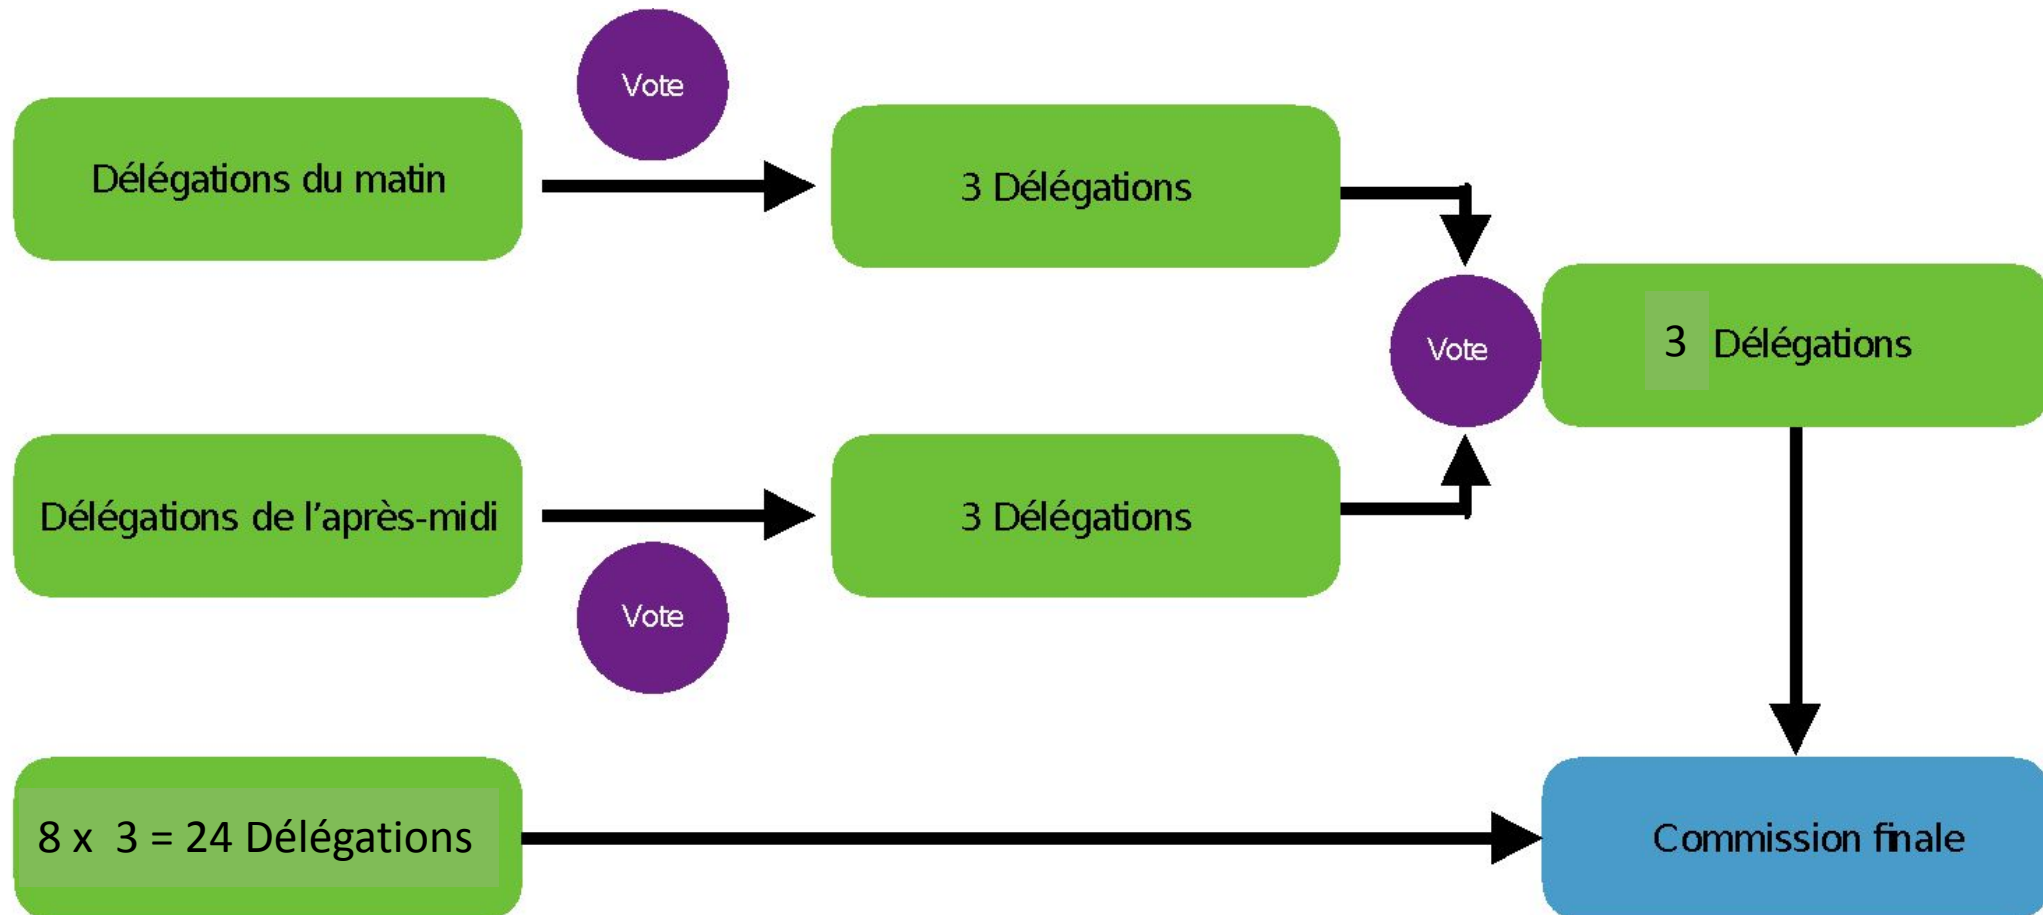 Vote
Délégations du matin
3 Délégations
Vote
3 Délégations
Délégations de l'après-midi
3 Délégations
Vote
8 x 3 = 24 Délégations
Commission finale